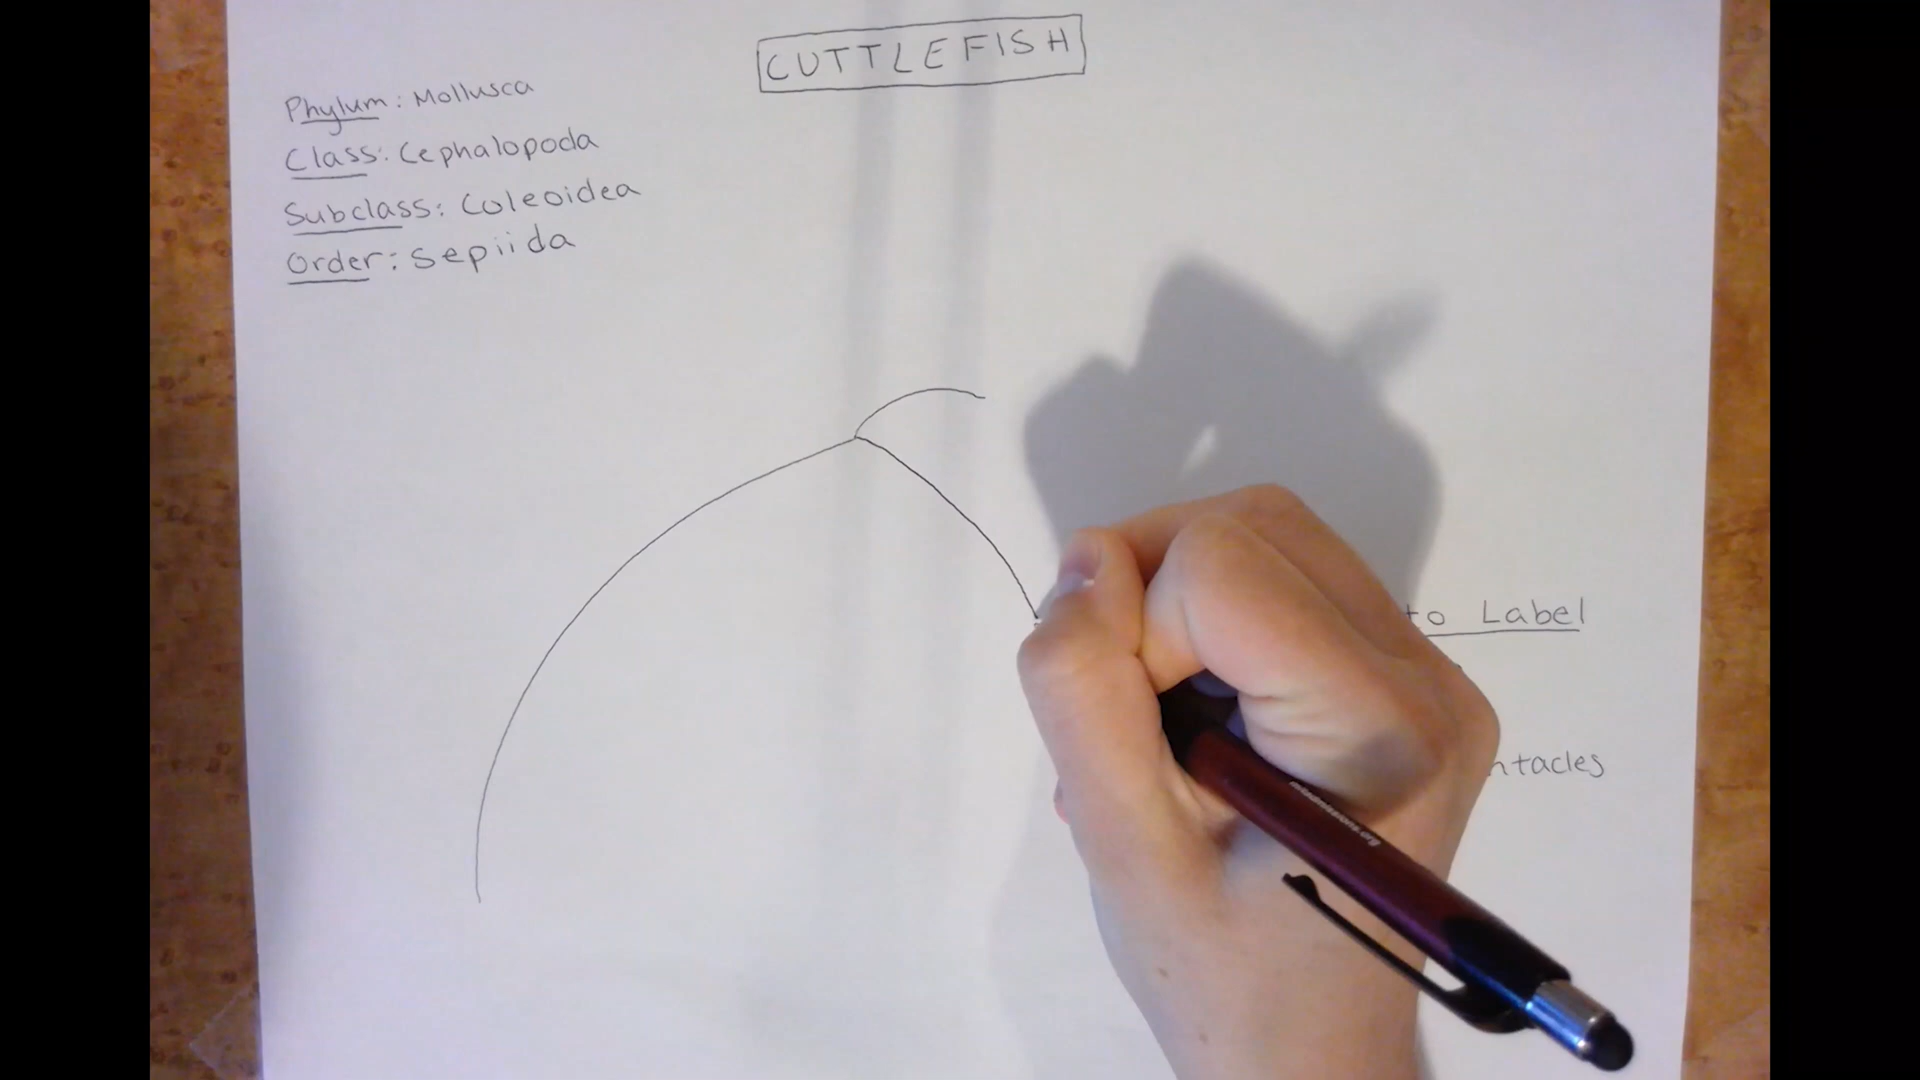 CUTTLEFISH
Phylum: Mollusca
Class: Cephalopoda
Subclass: Coleoidea
Order: Sepiida
to Label
ntacles